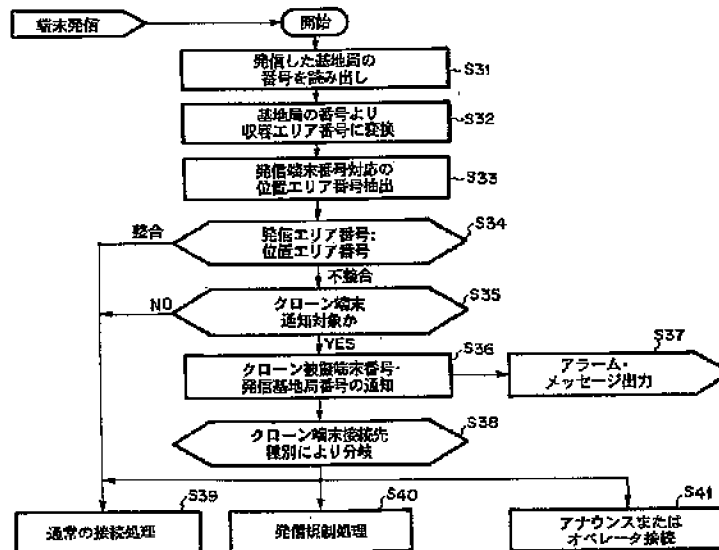 端末発信
開始
発信した基地局の
番号を読み出し
S31
基地局の番号より
収容エリア番号に変換
S32
発信端末番号対応の
位置エリア番号抽出
S33
発信エリア番号:
位置エリア番号
S34
整合
不整合
クローン端末
通知対象か
S35
NO
YES
クローン被疑端末番号・
発信基地局番号の通知
S36
アラーム・
メッセージ出力
S37
クローン端末接続先
種別により分岐
S38
通常の接続処理
S39
発信規制処理
S40
アナウンスまたは
オペレータ接続
S41